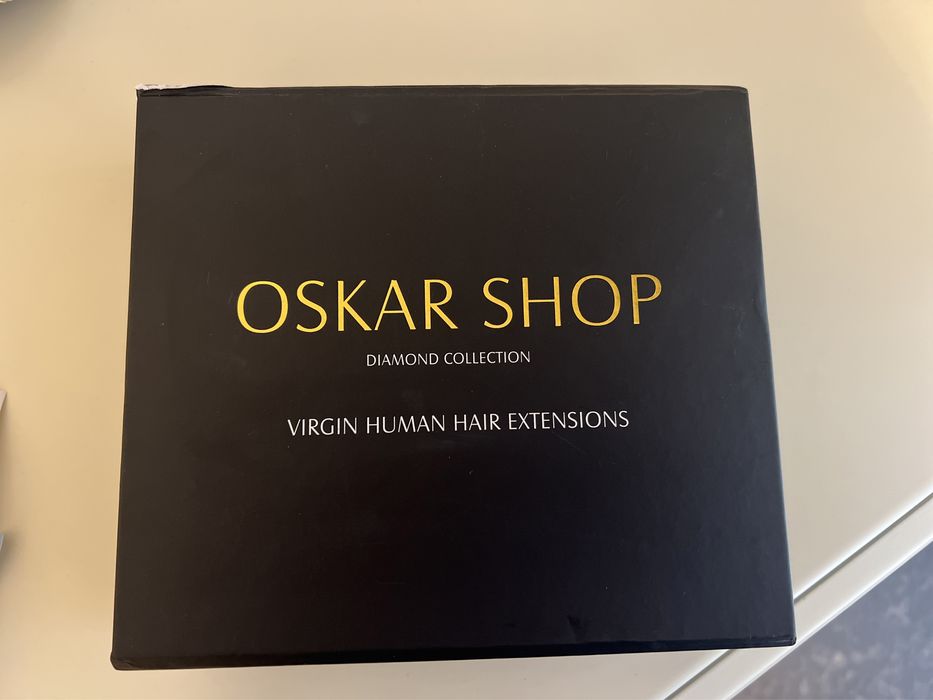 OSKAR SHOP
DIAMOND COLLECTION
VIRGIN HUMAN HAIR EXTENSIONS